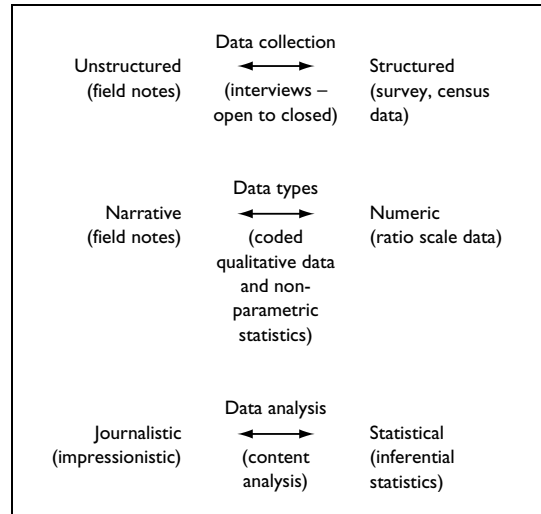 Data collection
Unstructured Structured
(field notes) (interviews – (survey, census
open to closed) data)
Data types
Narrative Numeric
(field notes) (coded (ratio scale data)
qualitative data
and non-
parametric
statistics)
Data analysis
Journalistic Statistical
(impressionistic) (content (inferential
analysis) statistics)